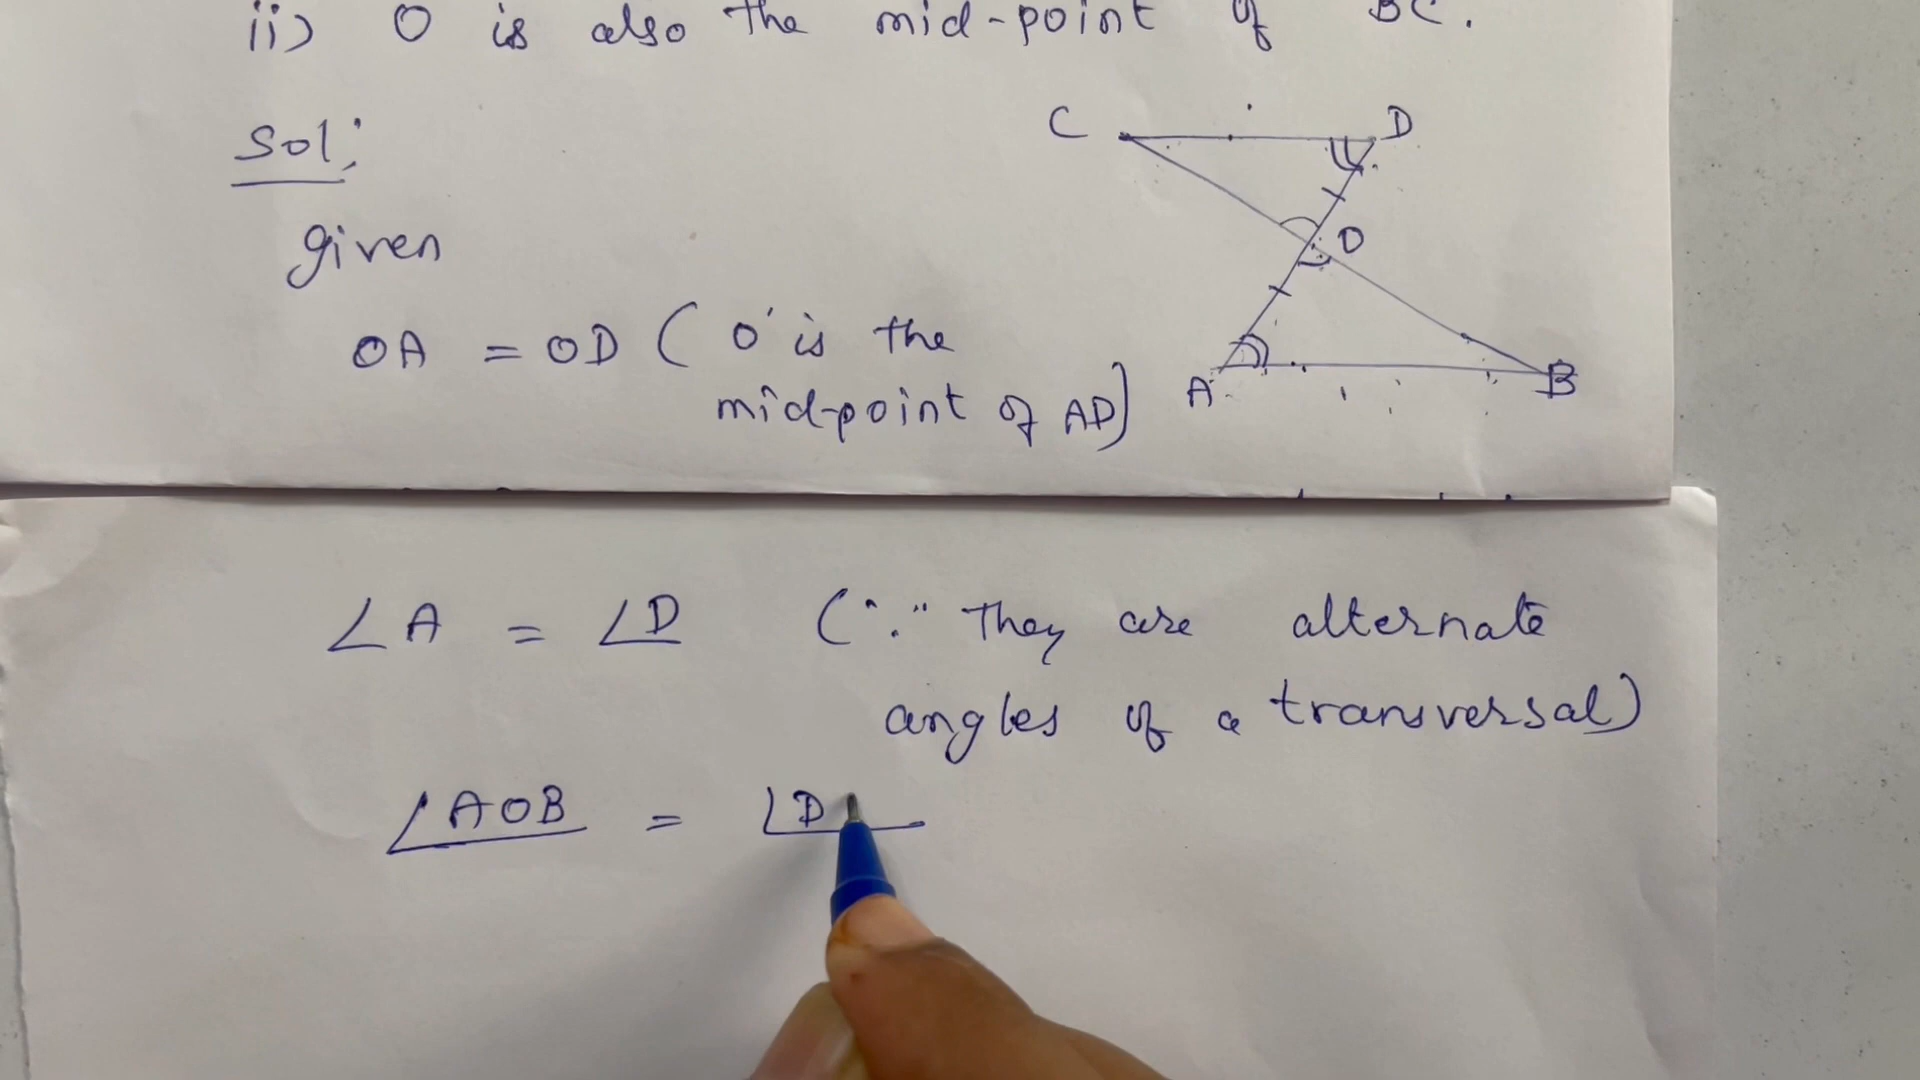 ii) O is also the mid-point of BC.
Sol:
given
OA = OD ( O is the
mid-point of AD)
C D
O
A B
∠A = ∠D (∵ They are alternate
angles of a transversal)
∠AOB = ∠D